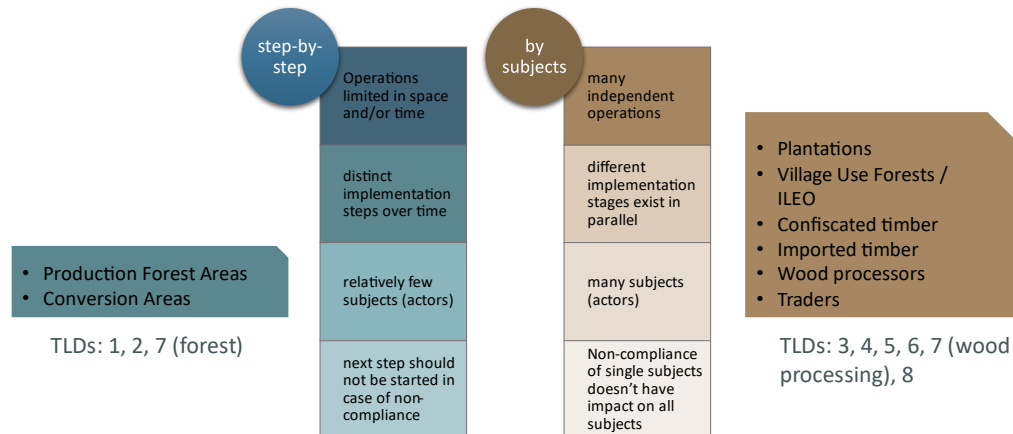 step-by-
step
Operations
limited in space
and/or time
distinct
implementation
steps over time
relatively few
subjects (actors)
next step should
not be started in
case of non-
compliance
by
subjects
many
independent
operations
different
implementation
stages exist in
parallel
many subjects
(actors)
Non-compliance
of single subjects
doesn't have
impact on all
subjects
• Production Forest Areas
• Conversion Areas
TLDs: 1, 2, 7 (forest)
• Plantations
• Village Use Forests /
ILEO
• Confiscated timber
• Imported timber
• Wood processors
• Traders
TLDs: 3, 4, 5, 6, 7 (wood
processing), 8